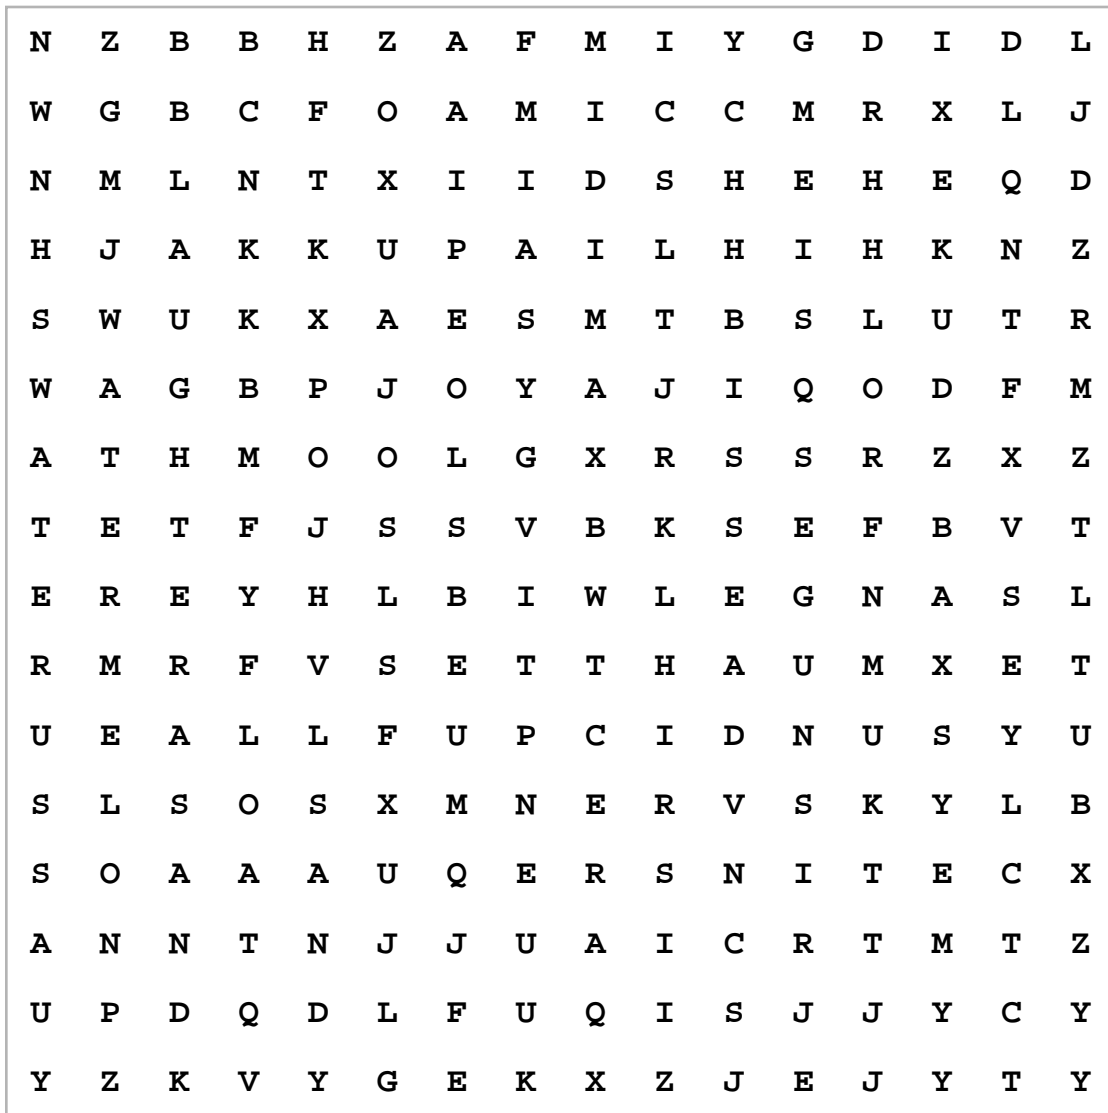 N Z B B H Z A F M I Y G D I D L
W G B C F O A M I C C M R X L J
N M L N T X I I D S H E H E Q D
H J A K K U P A I L H I H K N Z
S W U K X A E S M T B S L U T R
W A G B P J O Y A J I Q O D F M
A T H M O O L G X R S S R Z X Z
T E T F J S S V B K S E F B V T
E R E Y H L B I W L E G N A S L
R M R F V S E T T H A U M X E T
U E A L L F U P C I D N U S Y U
S L S O S X M N E R V S K Y L B
S O A A A U Q E R S N I T E C X
A N N T N J J U A I C R T M T Z
U P D Q D L F U Q I S J J Y C Y
Y Z K V Y G E K X Z J E J Y T Y